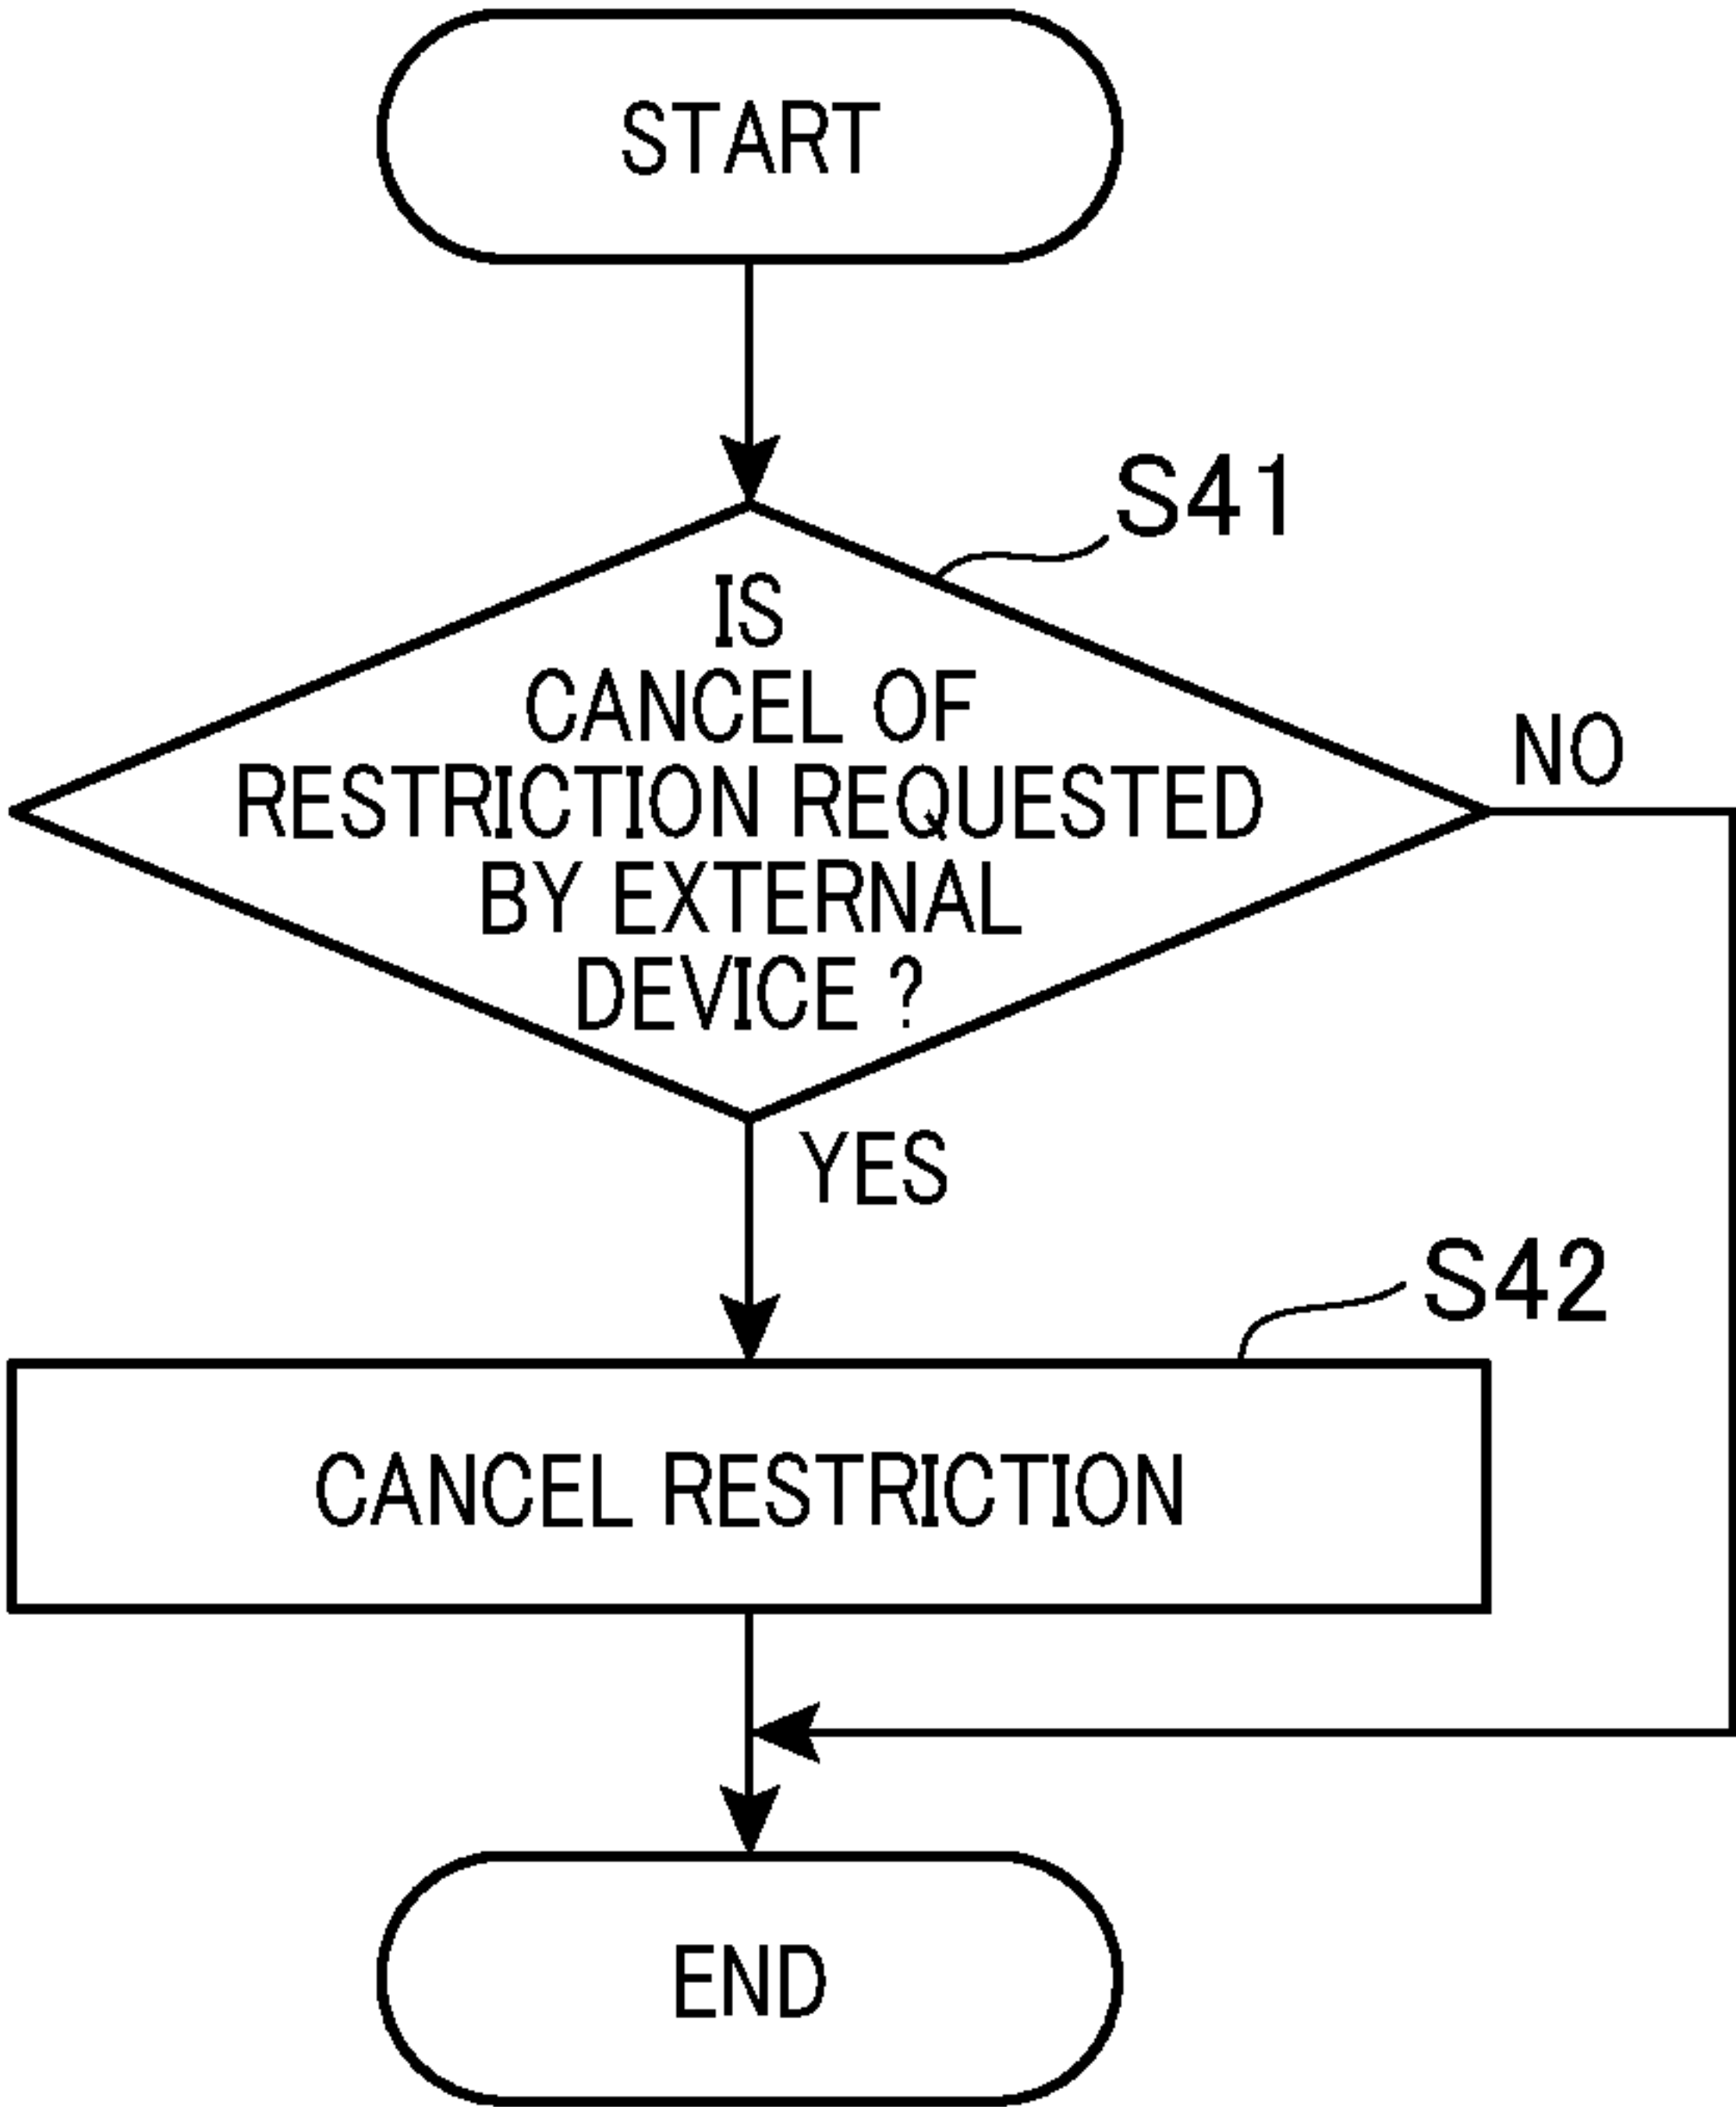 START
S41
IS
CANCEL OF
RESTRICTION REQUESTED
BY EXTERNAL
DEVICE ?
NO
YES
S42
CANCEL RESTRICTION
END